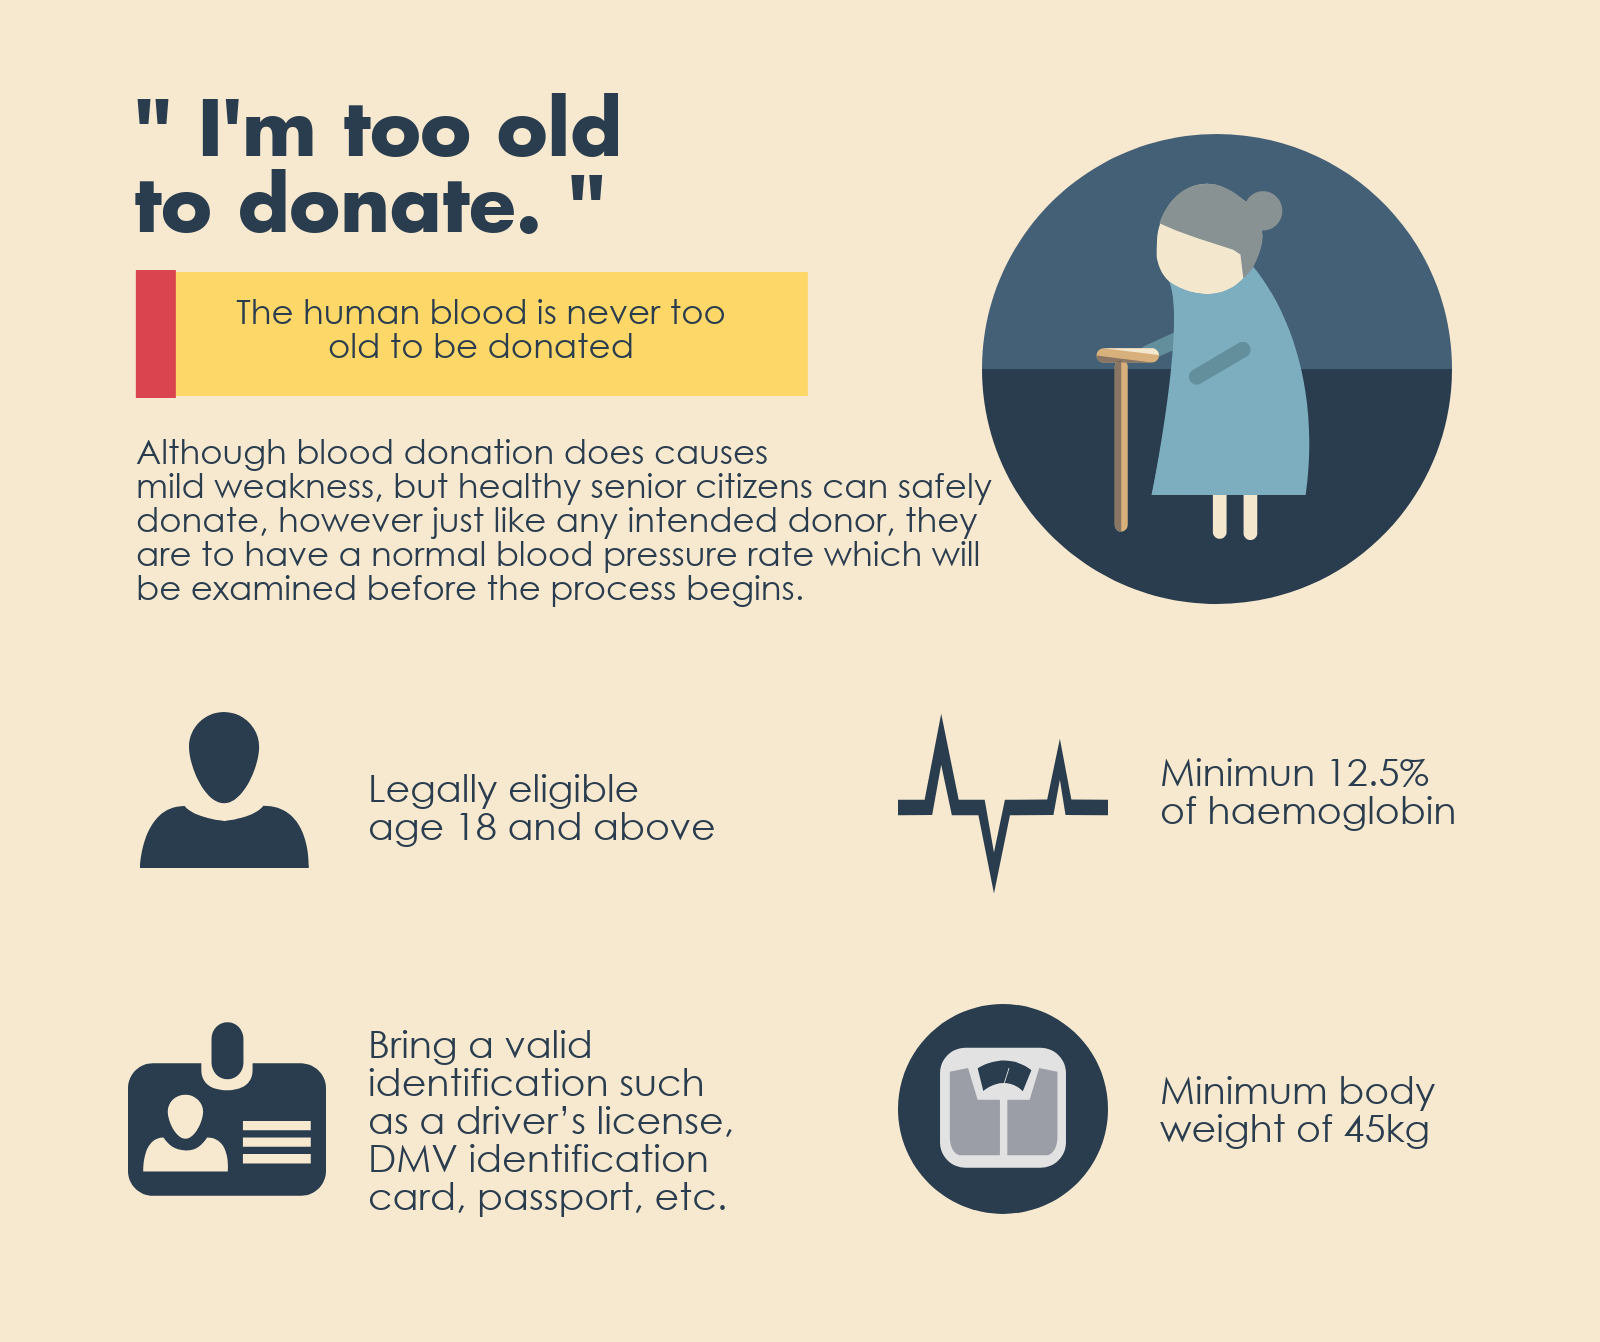 " I'm too old
to donate. "
The human blood is never too
old to be donated
Although blood donation does causes
mild weakness, but healthy senior citizens can safely
donate, however just like any intended donor, they
are to have a normal blood pressure rate which will
be examined before the process begins.
Legally eligible
age 18 and above
Minimun 12.5%
of haemoglobin
Bring a valid
identification such
as a driver’s license,
DMV identification
card, passport, etc.
Minimum body
weight of 45kg